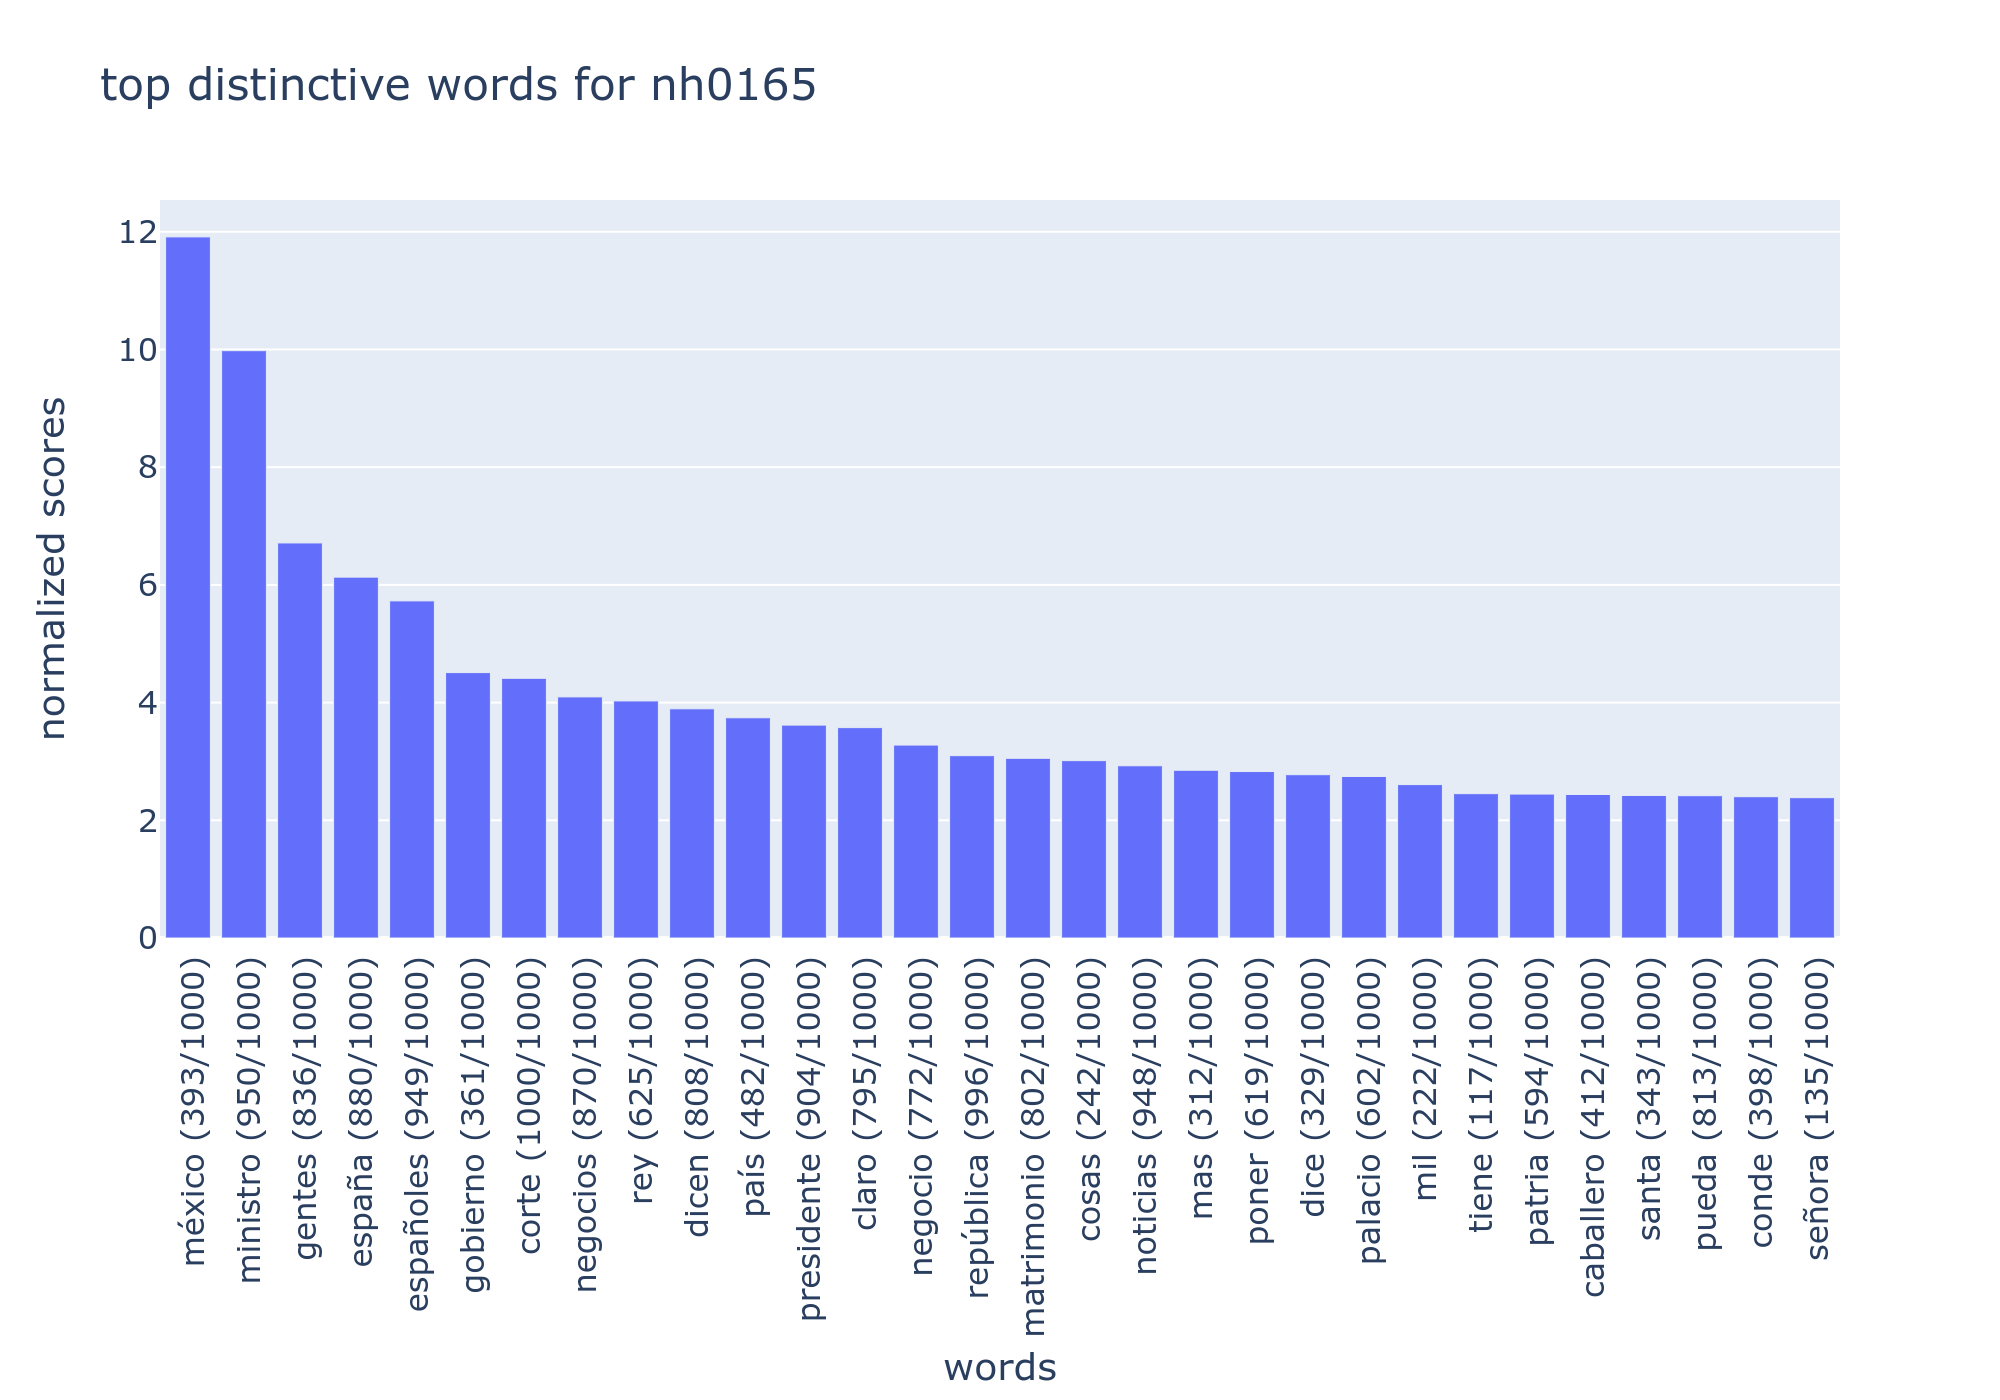 top distinctive words for nh0165
normalized scores
12
10
8
6
4
2
0
méxico (393/1000)
ministro (950/1000)
gentes (836/1000)
españa (880/1000)
españoles (949/1000)
gobierno (361/1000)
corte (1000/1000)
negocios (870/1000)
rey (625/1000)
dicen (808/1000)
país (482/1000)
presidente (904/1000)
claro (795/1000)
negocio (772/1000)
república (996/1000)
matrimonio (802/1000)
cosas (242/1000)
noticias (948/1000)
mas (312/1000)
poner (619/1000)
dice (329/1000)
palacio (602/1000)
mil (222/1000)
tiene (117/1000)
patria (594/1000)
caballero (412/1000)
santa (343/1000)
pueda (813/1000)
conde (398/1000)
señora (135/1000)
words